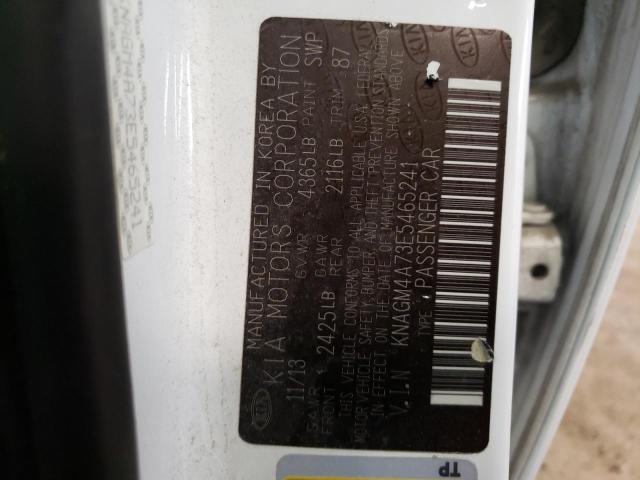 MANUFACTURED IN KOREA BY
KIA MOTORS CORPORATION
11/13 GVWR 4365LB PAINT SWP
GAWR FRONT 2425LB GAWR REAR 2116LB TRIM 87
THIS VEHICLE CONFORMS TO ALL APPLICABLE U.S.A. FEDERAL
MOTOR VEHICLE SAFETY, BUMPER, AND THEFT PREVENTION STANDARDS
IN EFFECT ON THE DATE OF MANUFACTURE SHOWN ABOVE
V.I.N KNAGM4A73E5465241
TYPE : PASSENGER CAR
KIA
TP
KNAGM4A73E5465241